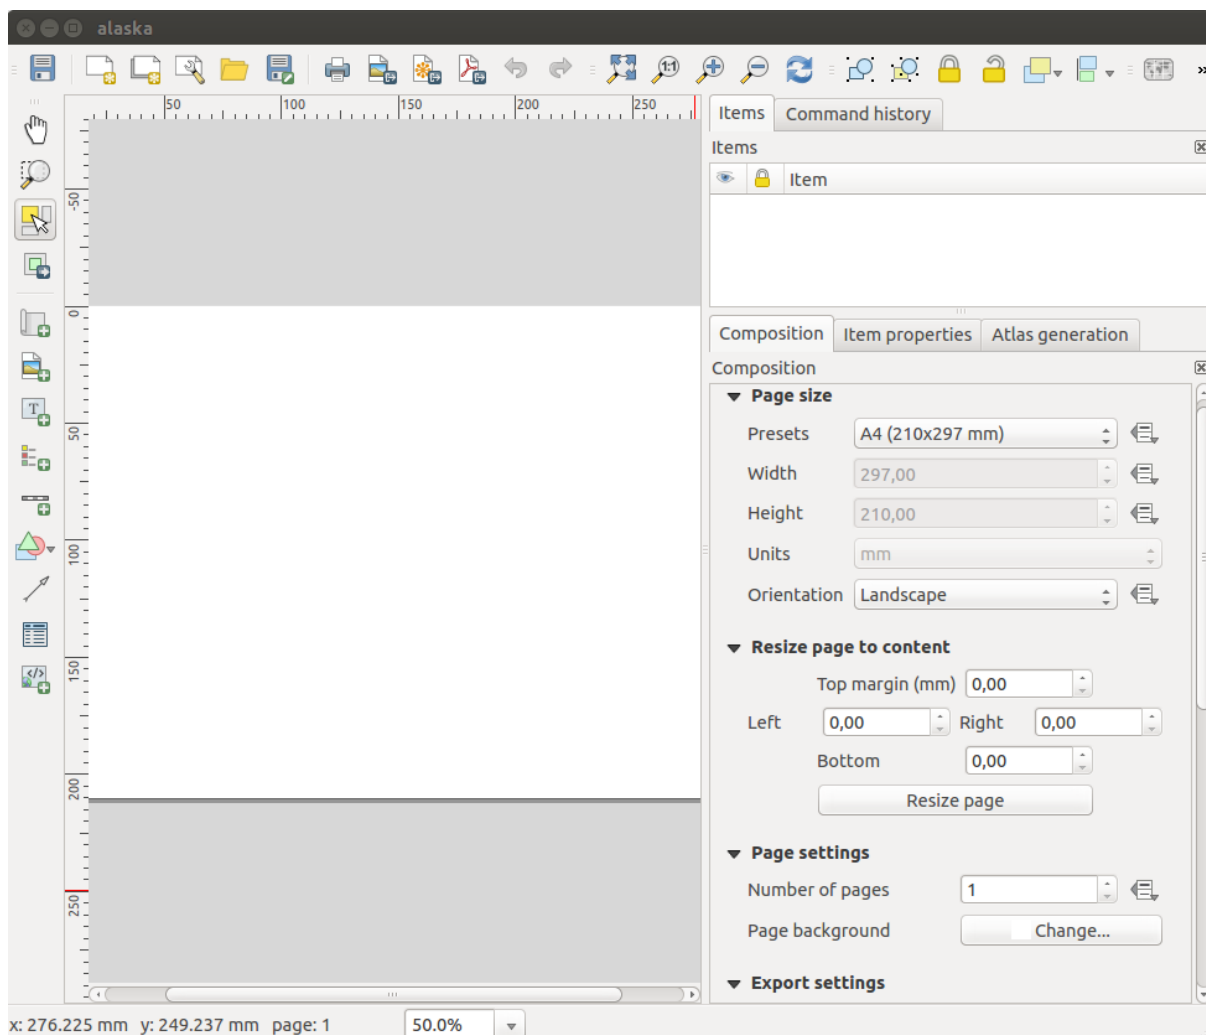 alaska
1:1
50 100 150 200 250
Items Command history
Items
Item
-50
0
50
100
150
200
250
Composition Item properties Atlas generation
Composition
Page size
Presets A4 (210x297 mm)
Width 297,00
Height 210,00
Units mm
Orientation Landscape
Resize page to content
Top margin (mm) 0,00
Left 0,00 Right 0,00
Bottom 0,00
Resize page
Page settings
Number of pages 1
Page background Change...
Export settings
T
</>
x: 276.225 mm y: 249.237 mm page: 1 50.0%